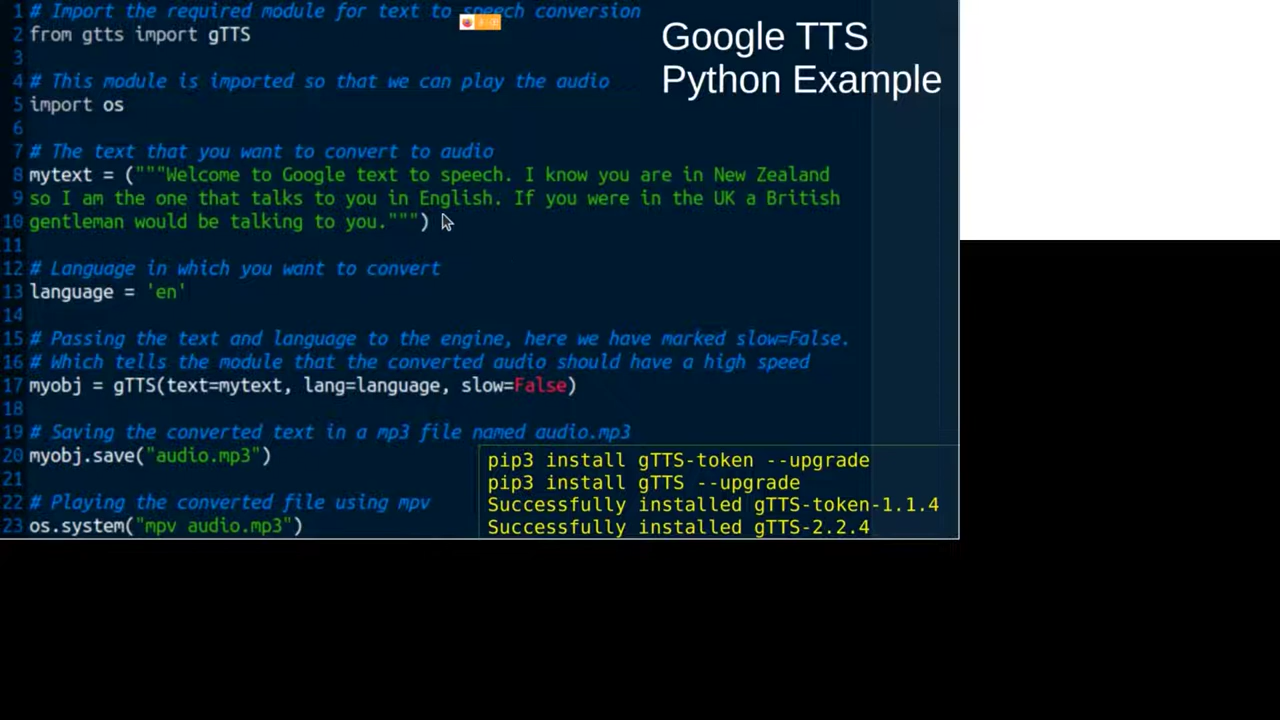 1 # Import the required module for text to speech conversion
2 from gtts import gTTS
3
4 # This module is imported so that we can play the audio
5 import os
6
7 # The text that you want to convert to audio
8 mytext = ("""Welcome to Google text to speech. I know you are in New Zealand
9 so I am the one that talks to you in English. If you were in the UK a British
10 gentleman would be talking to you.""")
11
12 # Language in which you want to convert
13 language = 'en'
14
15 # Passing the text and language to the engine, here we have marked slow=False.
16 # Which tells the module that the converted audio should have a high speed
17 myobj = gTTS(text=mytext, lang=language, slow=False)
18
19 # Saving the converted text in a mp3 file named audio.mp3
20 myobj.save("audio.mp3")
21
22 # Playing the converted file using mpv
23 os.system("mpv audio.mp3")
Google TTS
Python Example
pip3 install gTTS-token --upgrade
pip3 install gTTS --upgrade
Successfully installed gTTS-token-1.1.4
Successfully installed gTTS-2.2.4